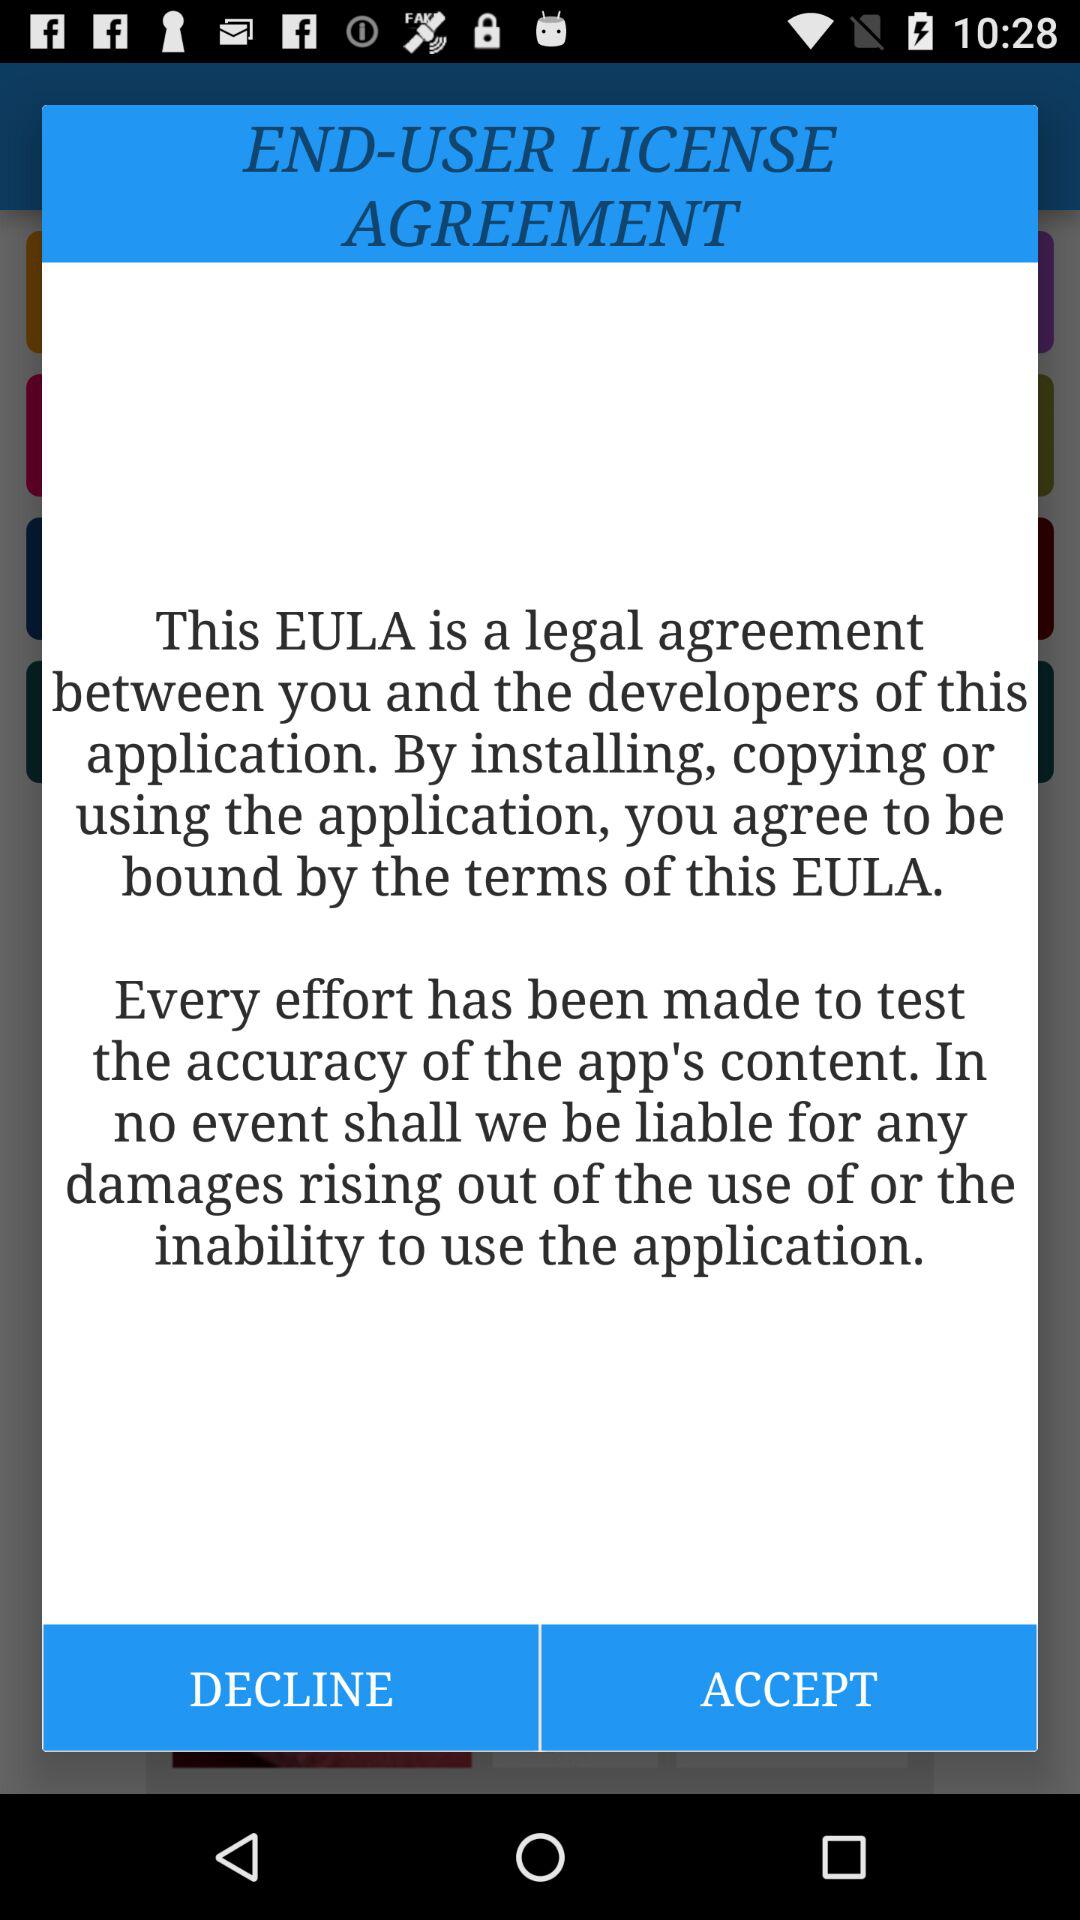 FAKE
10:28
END-USER LICENSE
AGREEMENT
This EULA is a legal agreement
between you and the developers of this
application. By installing, copying or
using the application, you agree to be
bound by the terms of this EULA.
Every effort has been made to test
the accuracy of the app's content. In
no event shall we be liable for any
damages rising out of the use of or the
inability to use the application.
DECLINE
ACCEPT